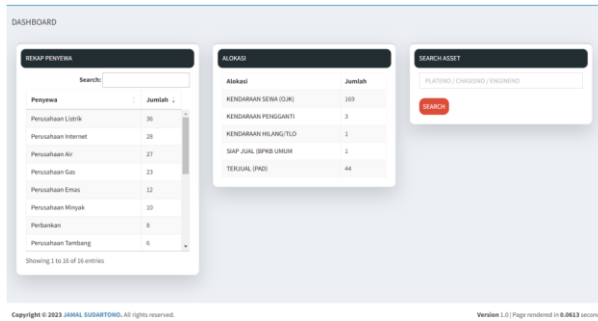 DASHBOARD
REKAP PENYEWA
Search:
Penyewa Jumlah
Perusahaan Listrik 36
Perusahaan Internet 28
Perusahaan Air 27
Perusahaan Gas 23
Perusahaan Emas 12
Perusahaan Minyak 10
Perbankan 8
Perusahaan Tambang 6
Showing 1 to 16 of 16 entries
ALOKASI
Alokasi Jumlah
KENDARAAN SEWA (OJK) 169
KENDARAAN PENGGANTI 3
KENDARAAN HILANG/TLO 1
SIAP JUAL (BPKB UMUM 1
TERJUAL (PAD) 44
SEARCH ASSET
PLATENO / CHASISNO / ENGINENO
SEARCH
Copyright © 2023 JAMAL SUDARTONO. All rights reserved.
Version 1.0 | Page rendered in 0.0613 secon